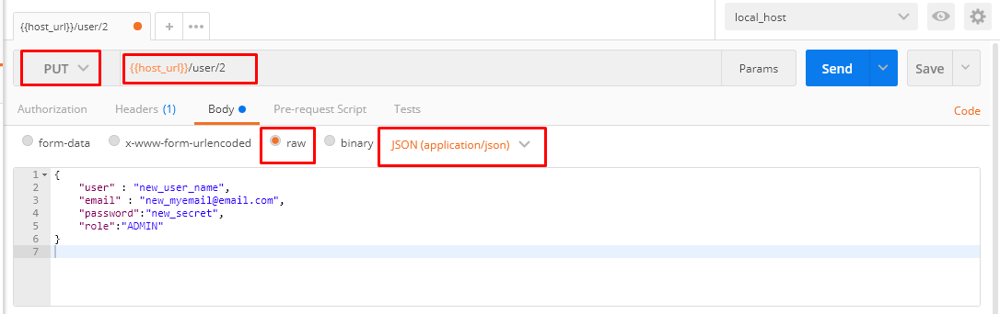 {{host_url}}/user/2
+
•••
local_host
PUT
{{host_url}}/user/2
Params
Send
Save
Authorization
Headers (1)
Body
Pre-request Script
Tests
Code
form-data
x-www-form-urlencoded
raw
binary
JSON (application/json)
1 {
2 "user" : "new_user_name",
3 "email" : "new_myemail@email.com",
4 "password":"new_secret",
5 "role":"ADMIN"
6 }
7